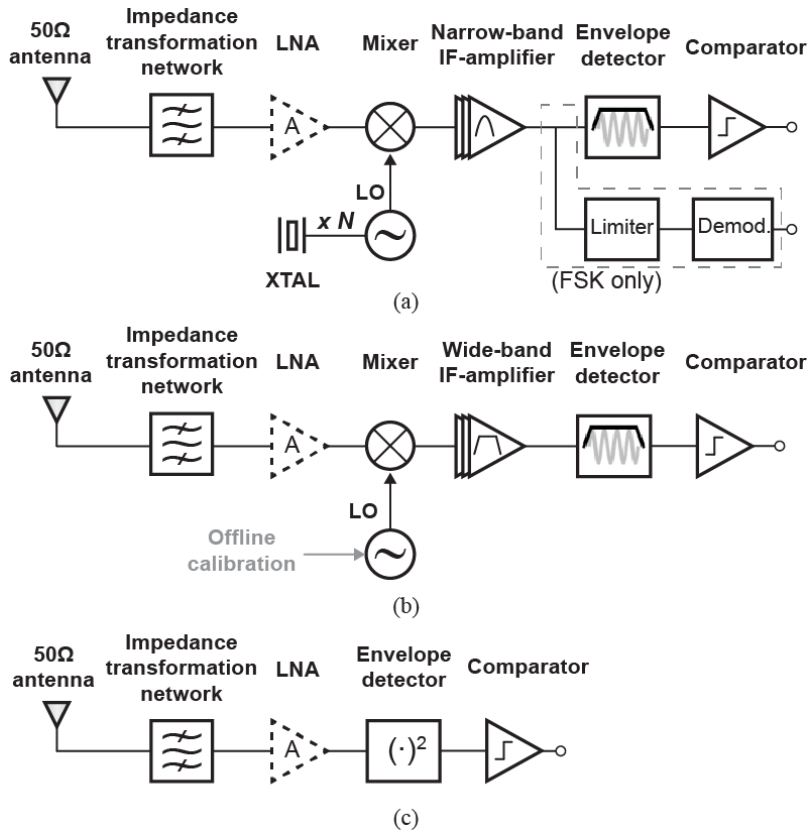 50Ω
antenna
Impedance
transformation
network
LNA
Mixer
Narrow-band
IF-amplifier
Envelope
detector
Comparator
A
LO
x N
XTAL
Limiter
Demod.
(FSK only)
(a)
50Ω
antenna
Impedance
transformation
network
LNA
Mixer
Wide-band
IF-amplifier
Envelope
detector
Comparator
A
LO
Offline
calibration
(b)
50Ω
antenna
Impedance
transformation
network
LNA
Envelope
detector
Comparator
A
(·)²
(c)